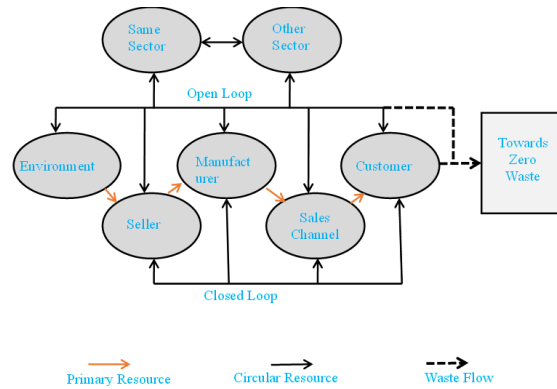 Same
Sector
Other
Sector
Open Loop
Environment
Manufact
urer
Customer
Towards
Zero
Waste
Seller
Sales
Channel
Closed Loop
Primary Resource
Circular Resource
Waste Flow